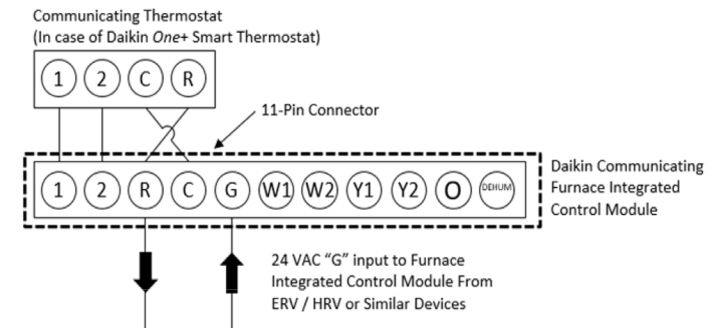 Communicating Thermostat
(In case of Daikin One+ Smart Thermostat)
1 2 C R
11-Pin Connector
1 2 R C G W1 W2 Y1 Y2 O DEHUM
Daikin Communicating
Furnace Integrated
Control Module
24 VAC “G” input to Furnace
Integrated Control Module From
ERV / HRV or Similar Devices